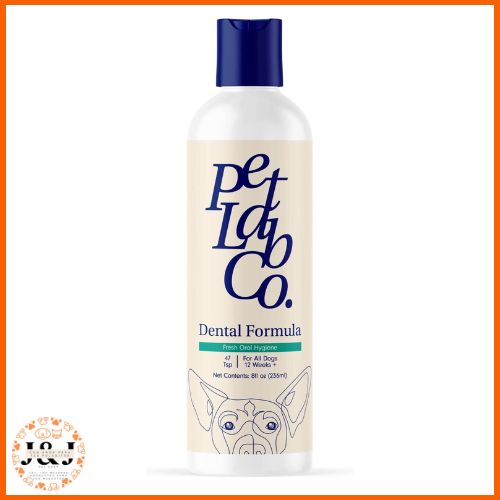 Pet
Lab
Co.
Dental Formula
Fresh Oral Hygiene
47 Tsp
For All Dogs
12 Weeks +
Net Contents: 8fl oz (236ml)
J&J